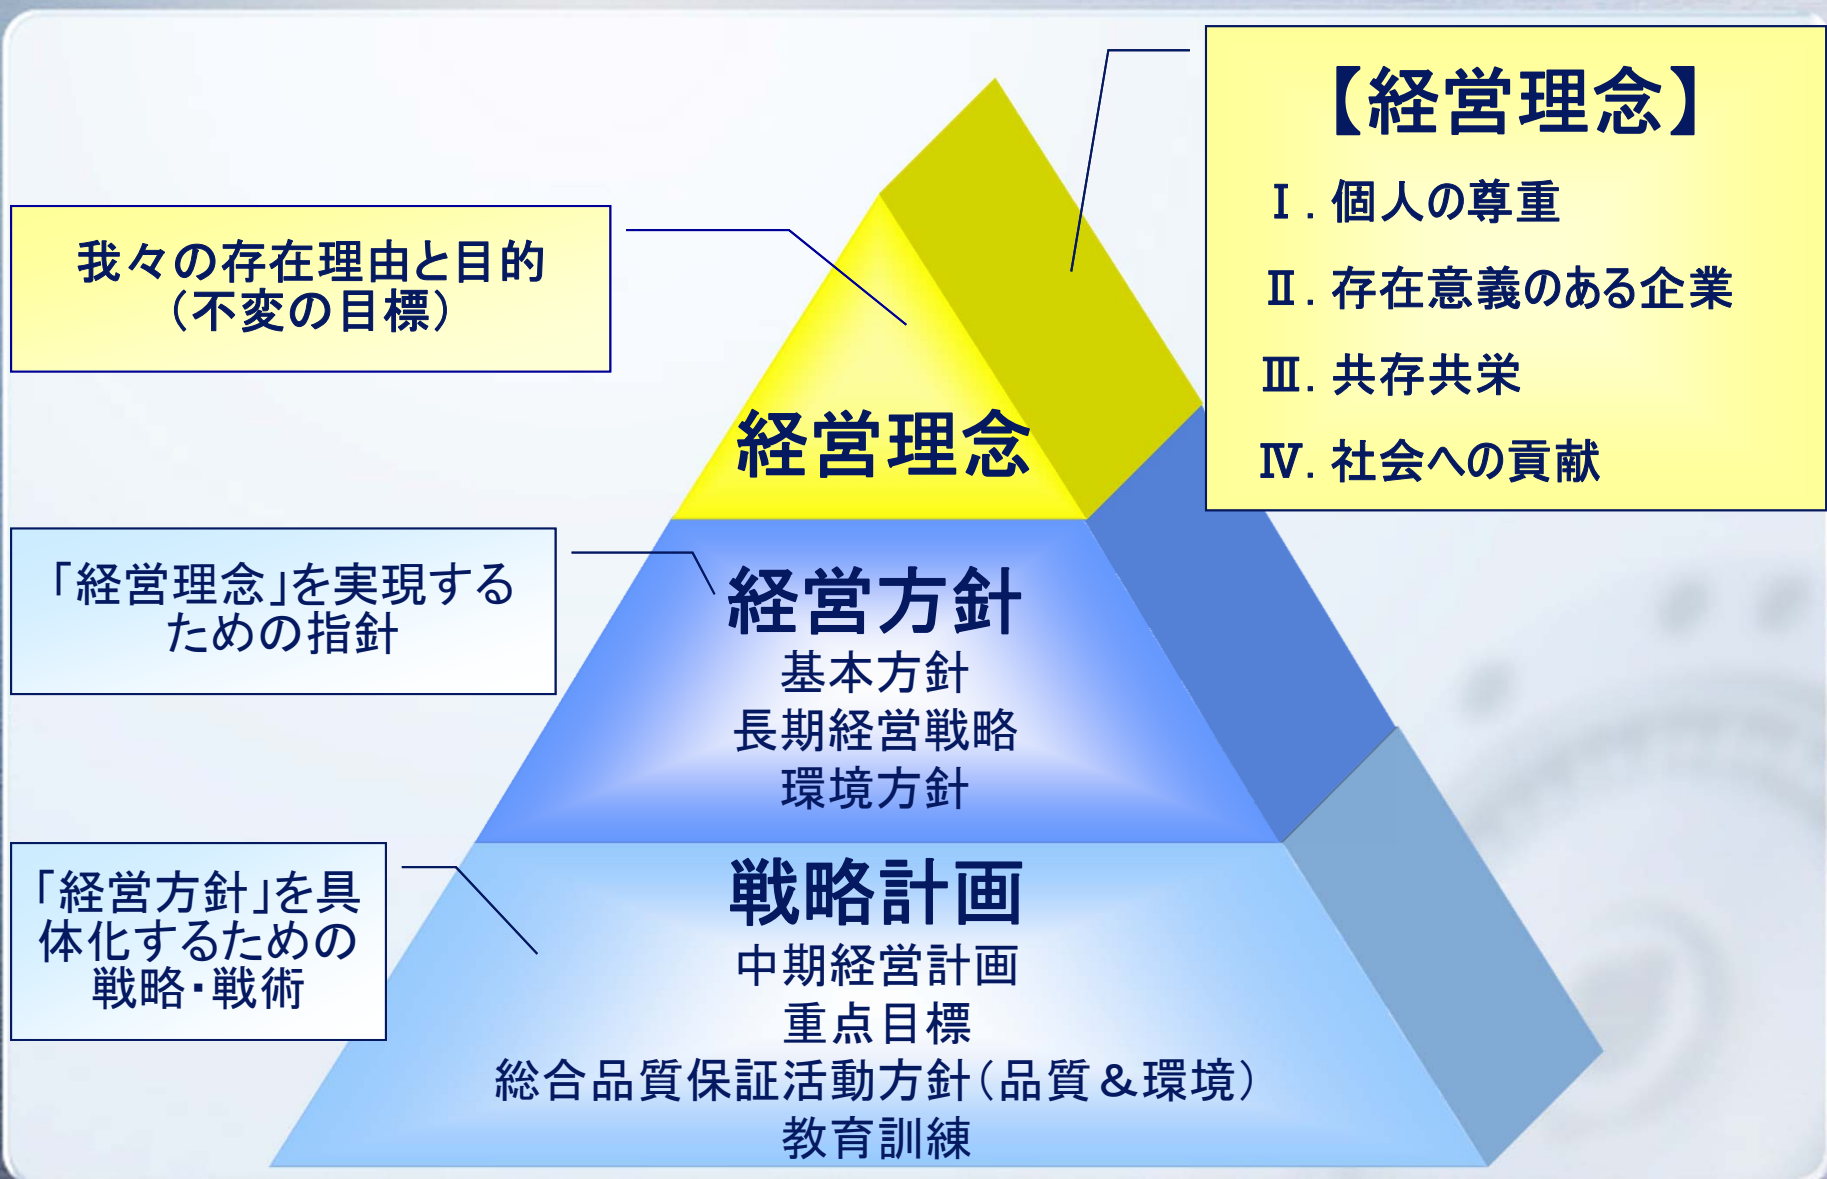 【経営理念】
Ⅰ.個人の尊重
Ⅱ.存在意義のある企業
Ⅲ.共存共栄
Ⅳ.社会への貢献
我々の存在理由と目的
（不変の目標）
経営理念
「経営理念」を実現する
ための指針
経営方針
基本方針
長期経営戦略
環境方針
「経営方針」を具
体化するための
戦略・戦術
戦略計画
中期経営計画
重点目標
総合品質保証活動方針（品質＆環境）
教育訓練